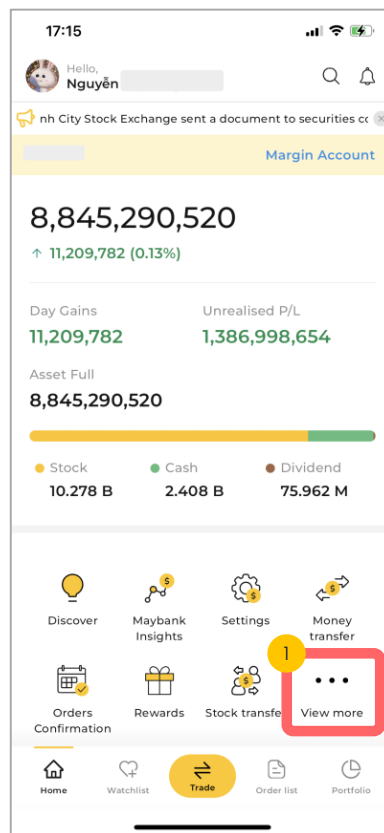 17:15
Hello,
Nguyễn
nh City Stock Exchange sent a document to securities cc
Margin Account
8,845,290,520
↑ 11,209,782 (0.13%)
Day Gains
Unrealised P/L
11,209,782
1,386,998,654
Asset Full
8,845,290,520
Stock
Cash
Dividend
10.278 B
2.408 B
75.962 M
Discover
Maybank
Insights
Settings
Money
transfer
1
Orders
Confirmation
Rewards
Stock transfe
View more
Home
Watchlist
Trade
Order list
Portfolio